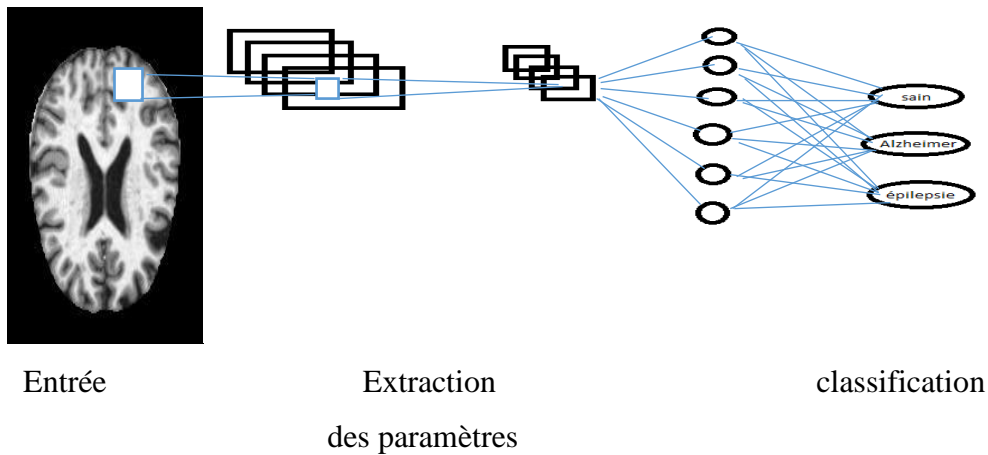 sain
Alzheimer
épilepsie
Entrée
Extraction
des paramètres
classification